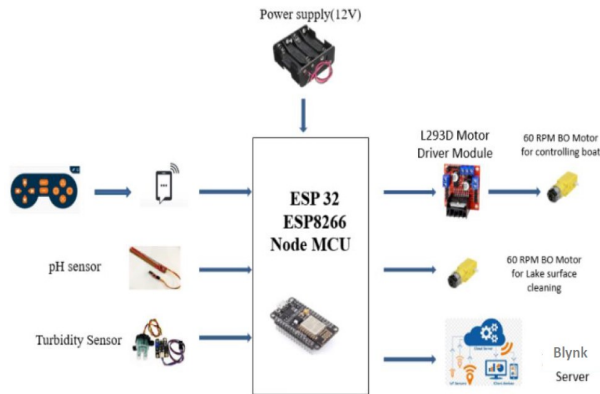 Power supply(12V)
L293D Motor
Driver Module
60 RPM BO Motor
for controlling boat
ESP 32
ESP8266
Node MCU
pH sensor
60 RPM BO Motor
for Lake surface
cleaning
Turbidity Sensor
Blynk
Server